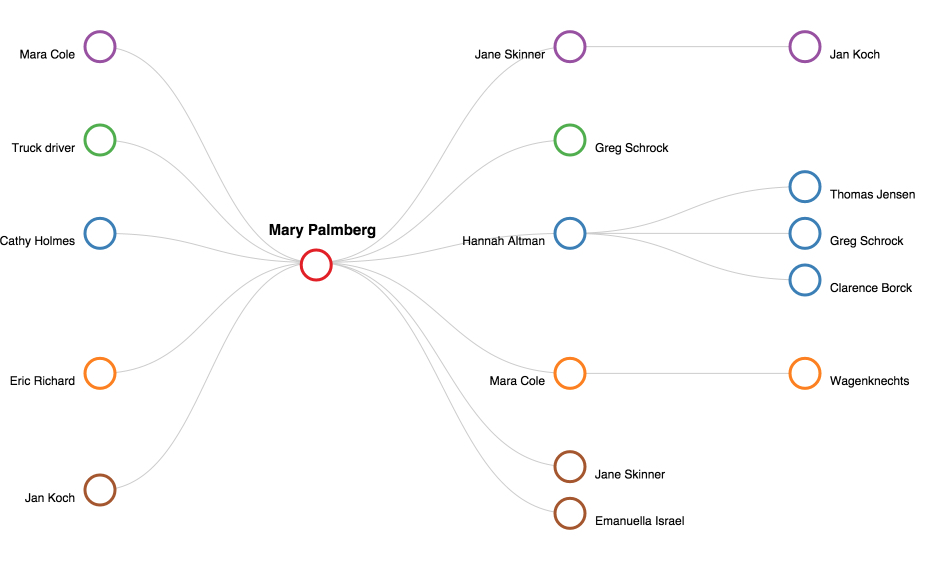 Mara Cole
Jane Skinner
Jan Koch
Truck driver
Greg Schrock
Thomas Jensen
Mary Palmberg
Cathy Holmes
Hannah Altman
Greg Schrock
Clarence Borck
Eric Richard
Mara Cole
Wagenknechts
Jane Skinner
Jan Koch
Emanuella Israel